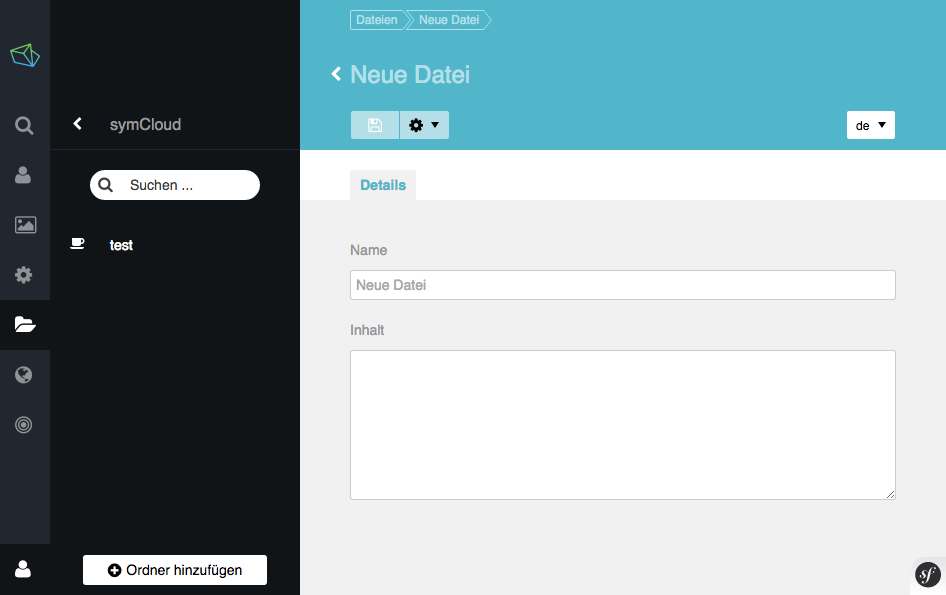 Dateien
Neue Datei
Neue Datei
symCloud
de
Suchen ...
Details
test
Name
Neue Datei
Inhalt
Ordner hinzufügen
sf